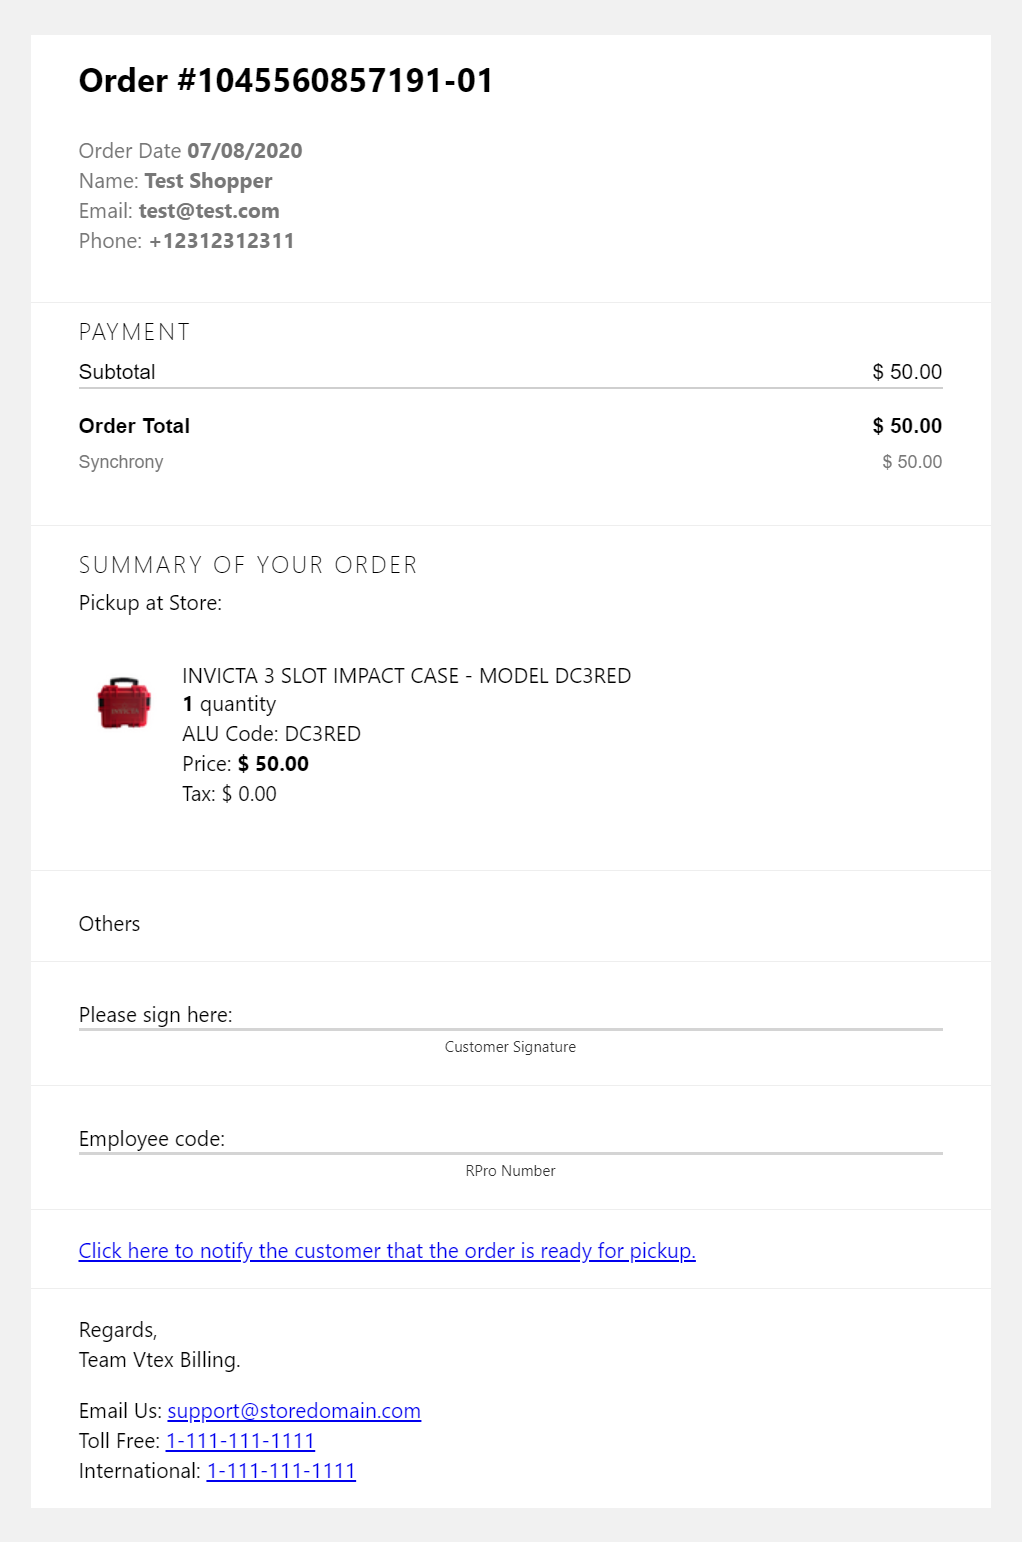 Order #1045560857191-01
Order Date 07/08/2020
Name: Test Shopper
Email: test@test.com
Phone: +12312312311
PAYMENT
Subtotal $ 50.00
Order Total $ 50.00
Synchrony $ 50.00
SUMMARY OF YOUR ORDER
Pickup at Store:
INVICTA 3 SLOT IMPACT CASE - MODEL DC3RED
1 quantity
ALU Code: DC3RED
Price: $ 50.00
Tax: $ 0.00
Others
Please sign here:
Customer Signature
Employee code:
RPro Number
Click here to notify the customer that the order is ready for pickup.
Regards,
Team Vtex Billing.
Email Us: support@storedomain.com
Toll Free: 1-111-111-1111
International: 1-111-111-1111